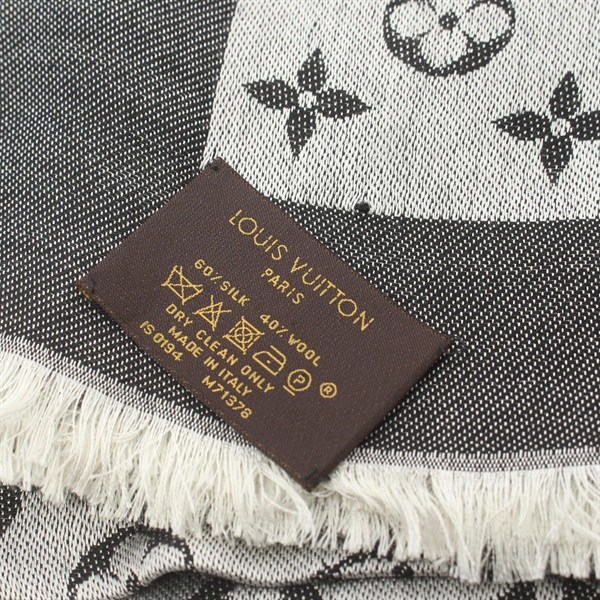 LOUIS VUITTON
PARIS
60% SILK 40% WOOL
P ®
DRY CLEAN ONLY
MADE IN ITALY
IS 0194 M71378